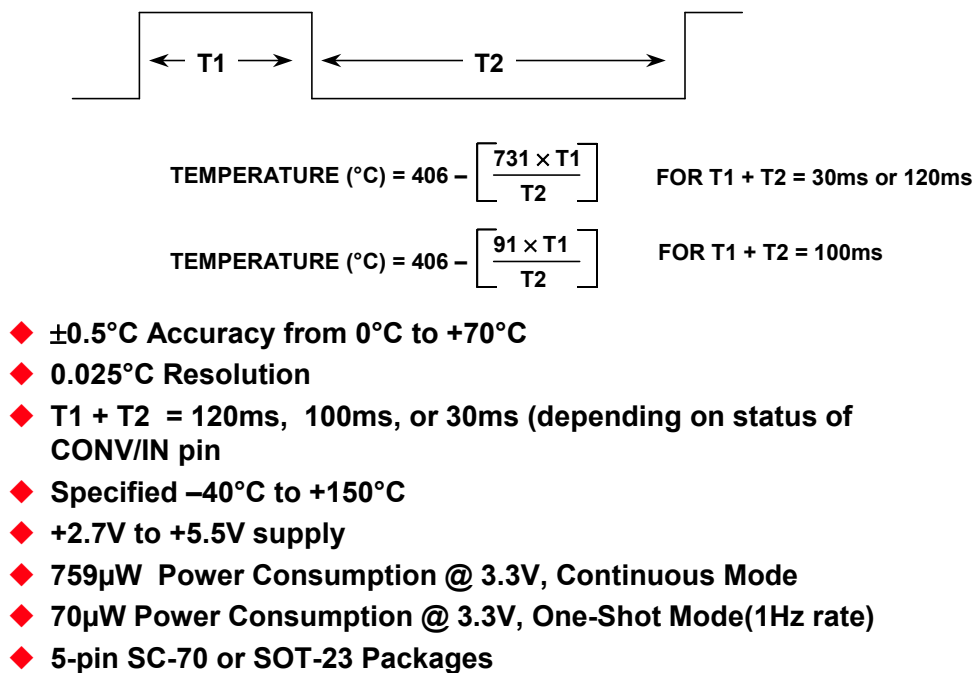 T1 T2
TEMPERATURE (°C) = 406 – [731 × T1 / T2] FOR T1 + T2 = 30ms or 120ms
TEMPERATURE (°C) = 406 – [91 × T1 / T2] FOR T1 + T2 = 100ms
◆ ±0.5°C Accuracy from 0°C to +70°C
◆ 0.025°C Resolution
◆ T1 + T2 = 120ms, 100ms, or 30ms (depending on status of
CONV/IN pin
◆ Specified –40°C to +150°C
◆ +2.7V to +5.5V supply
◆ 759µW Power Consumption @ 3.3V, Continuous Mode
◆ 70µW Power Consumption @ 3.3V, One-Shot Mode(1Hz rate)
◆ 5-pin SC-70 or SOT-23 Packages